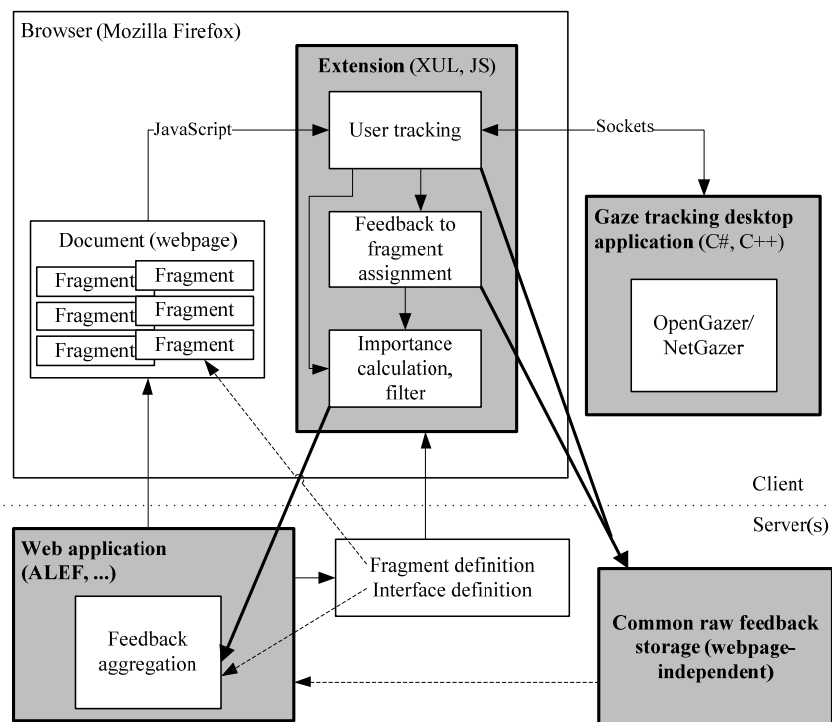 Browser (Mozilla Firefox)
Extension (XUL, JS)
User tracking
JavaScript
Sockets
Feedback to
fragment
assignment
Importance
calculation,
filter
Document (webpage)
Fragment
Fragment
Fragment
Fragment
Fragment
Fragment
Gaze tracking desktop
application (C#, C++)
OpenGazer/
NetGazer
Client
Server(s)
Web application
(ALEF, ...)
Feedback
aggregation
Fragment definition
Interface definition
Common raw feedback
storage (webpage-
independent)